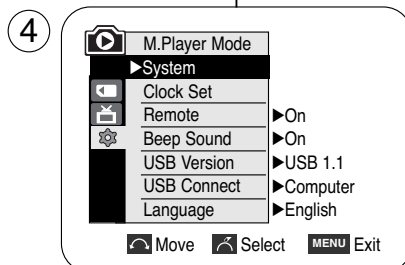 4
M.Player Mode
▶System
Clock Set
Remote ▶On
Beep Sound ▶On
USB Version ▶USB 1.1
USB Connect ▶Computer
Language ▶English
Move Select MENU Exit